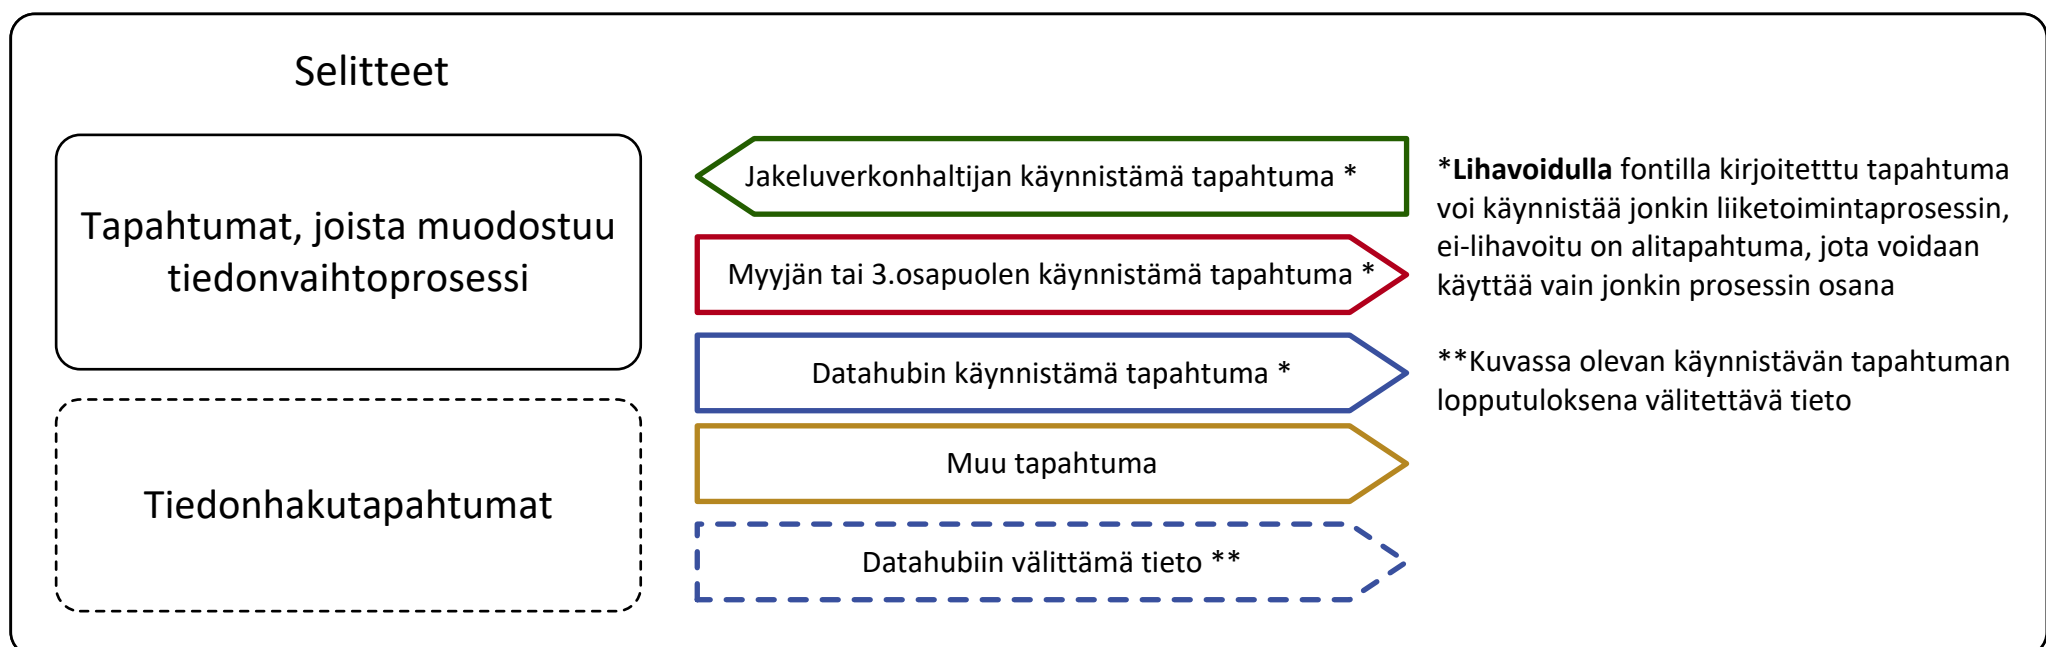 Selitteet
Tapahtumat, joista muodostuu
tiedonvaihtoprosessi
Tiedonhakutapahtumat
Jakeluverkonhaltijan käynnistämä tapahtuma *
Myyjän tai 3.osapuolen käynnistämä tapahtuma *
Datahubin käynnistämä tapahtuma *
Muu tapahtuma
Datahubiin välittämä tieto **
*Lihavoidulla fontilla kirjoitetttu tapahtuma
voi käynnistää jonkin liiketoimintaprosessin,
ei-lihavoitu on alitapahtuma, jota voidaan
käyttää vain jonkin prosessin osana
**Kuvassa olevan käynnistävän tapahtuman
lopputuloksena välitettävä tieto